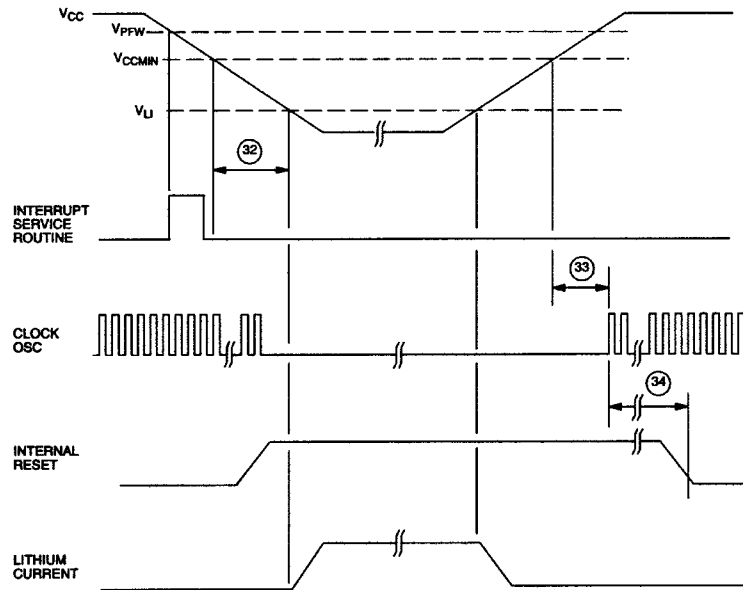 VCC
VPFW
VCCMIN
VLI
32
INTERRUPT
SERVICE
ROUTINE
33
CLOCK
OSC
34
INTERNAL
RESET
LITHIUM
CURRENT